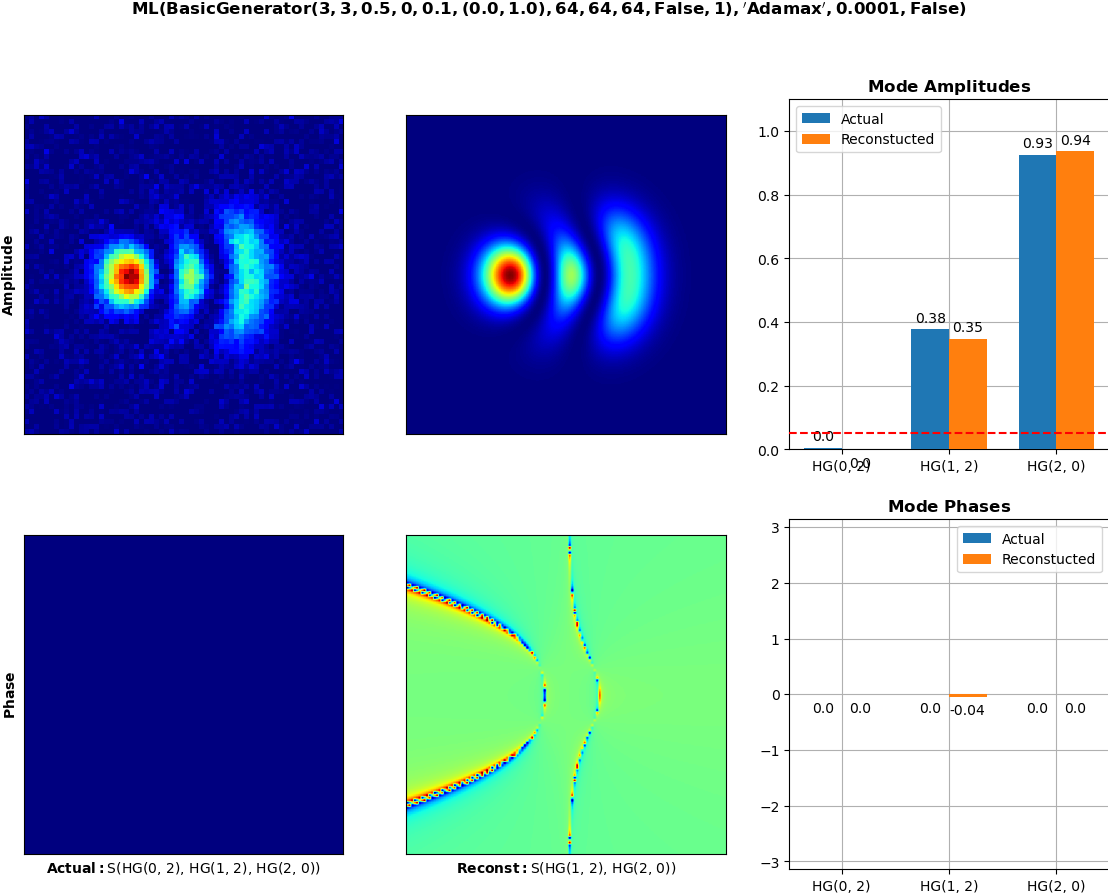 ML(BasicGenerator(3, 3, 0.5, 0, 0.1, (0.0, 1.0), 64, 64, 64, False, 1), ′Adamax′, 0.0001, False)
Amplitude
Mode Amplitudes
Actual
Reconstucted
1.0
0.8
0.6
0.4
0.2
0.0
0.0
0.0
0.38
0.35
0.93
0.94
HG(0, 2)
HG(1, 2)
HG(2, 0)
Phase
Actual: S(HG(0, 2), HG(1, 2), HG(2, 0))
Reconst: S(HG(1, 2), HG(2, 0))
Mode Phases
Actual
Reconstucted
3
2
1
0
−1
−2
−3
0.0
0.0
0.0
-0.04
0.0
0.0
HG(0, 2)
HG(1, 2)
HG(2, 0)